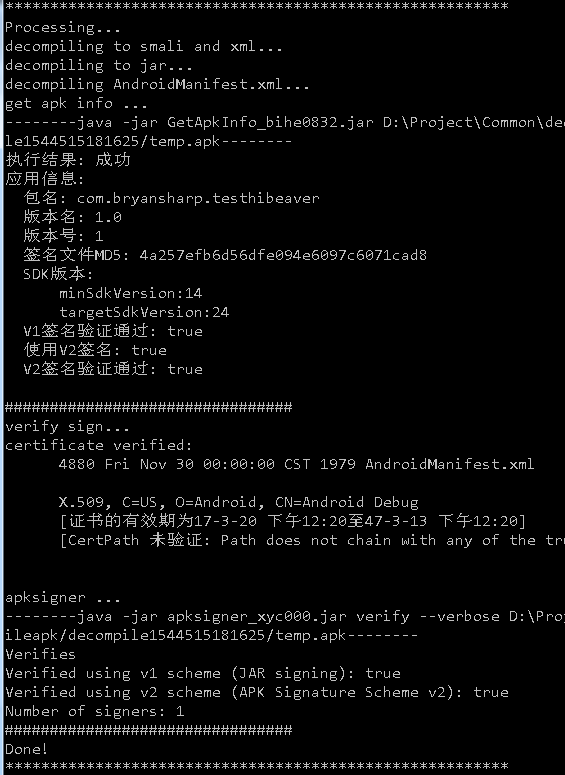 ********************************************************
Processing...
decompiling to smali and xml...
decompiling to jar...
decompiling AndroidManifest.xml...
get apk info ...
--------java -jar GetApkInfo_bihe0832.jar D:\Project\Common\dec
le1544515181625/temp.apk--------
执行结果: 成功
应用信息:
包名: com.bryansharp.testhibeaver
版本名: 1.0
版本号: 1
签名文件MD5: 4a257efb6d56dfe094e6097c6071cad8
SDK版本:
minSdkVersion:14
targetSdkVersion:24
V1签名验证通过: true
使用V2签名: true
V2签名验证通过: true
################################
verify sign...
certificate verified:
4880 Fri Nov 30 00:00:00 CST 1979 AndroidManifest.xml
X.509, C=US, O=Android, CN=Android Debug
[证书的有效期为17-3-20 下午12:20至47-3-13 下午12:20]
[CertPath 未验证: Path does not chain with any of the tru
apksigner ...
--------java -jar apksigner_xyc000.jar verify --verbose D:\Proj
ileapk/decompile1544515181625/temp.apk--------
Verifies
Verified using v1 scheme (JAR signing): true
Verified using v2 scheme (APK Signature Scheme v2): true
Number of signers: 1
################################
Done!
********************************************************